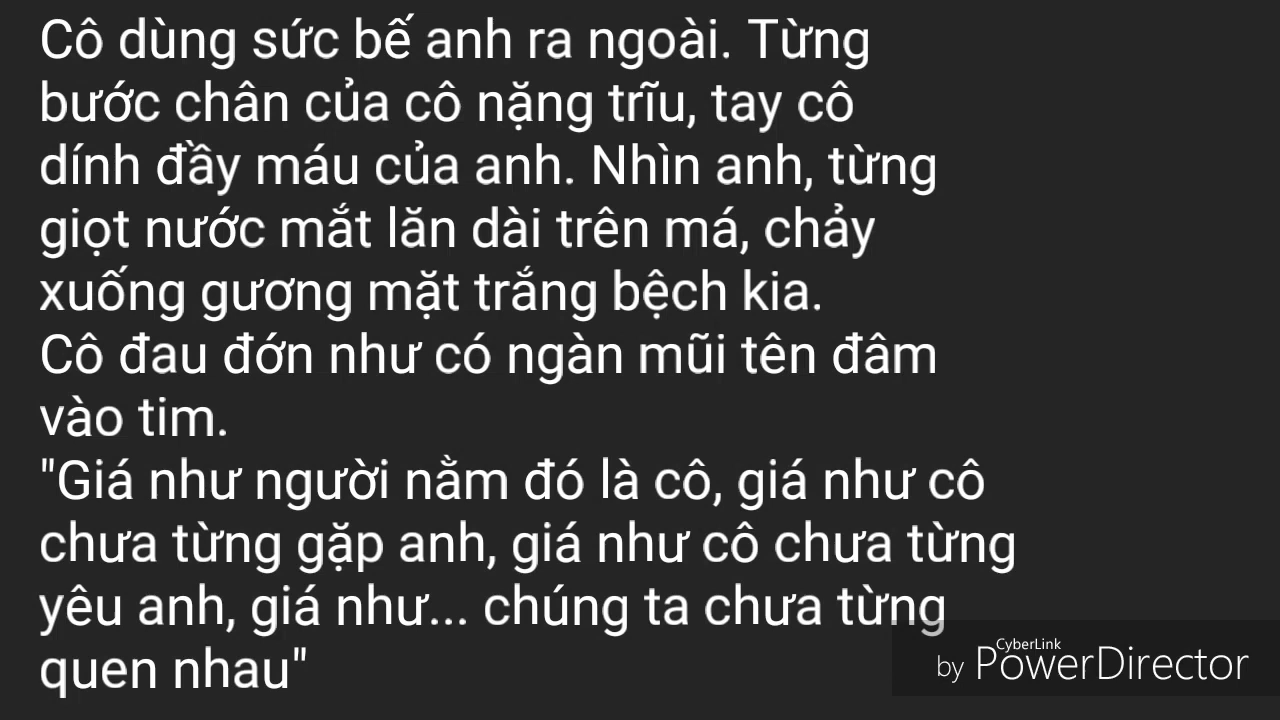 Cô dùng sức bế anh ra ngoài. Từng
bước chân của cô nặng trĩu, tay cô
dính đầy máu của anh. Nhìn anh, từng
giọt nước mắt lăn dài trên má, chảy
xuống gương mặt trắng bệch kia.
Cô đau đớn như có ngàn mũi tên đâm
vào tim.
"Giá như người nằm đó là cô, giá như cô
chưa từng gặp anh, giá như cô chưa từng
yêu anh, giá như... chúng ta chưa từng
quen nhau"
CyberLink
by PowerDirector